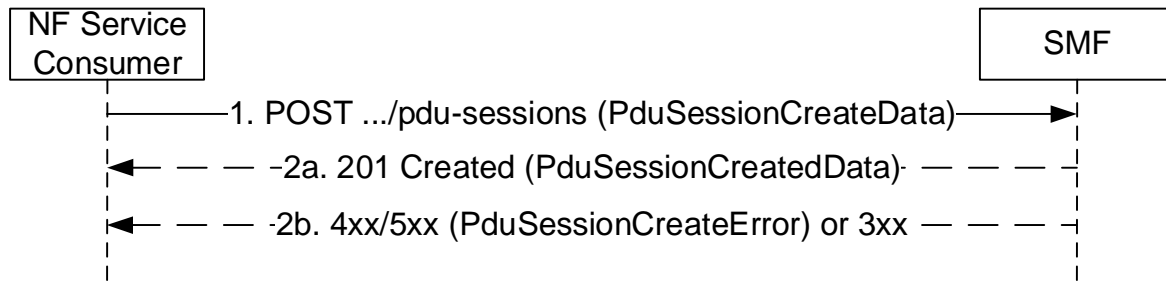 NF Service
Consumer
SMF
1. POST .../pdu-sessions (PduSessionCreateData)
2a. 201 Created (PduSessionCreatedData)
2b. 4xx/5xx (PduSessionCreateError) or 3xx